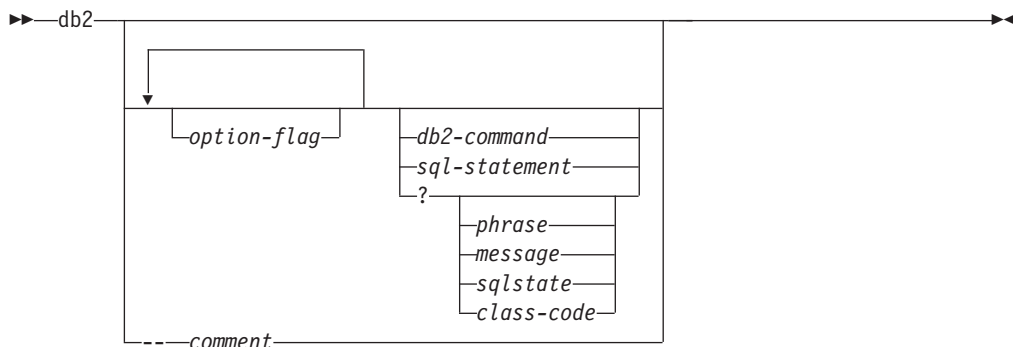 db2
option-flag
db2-command
sql-statement
?
phrase
message
sqlstate
class-code
-- comment